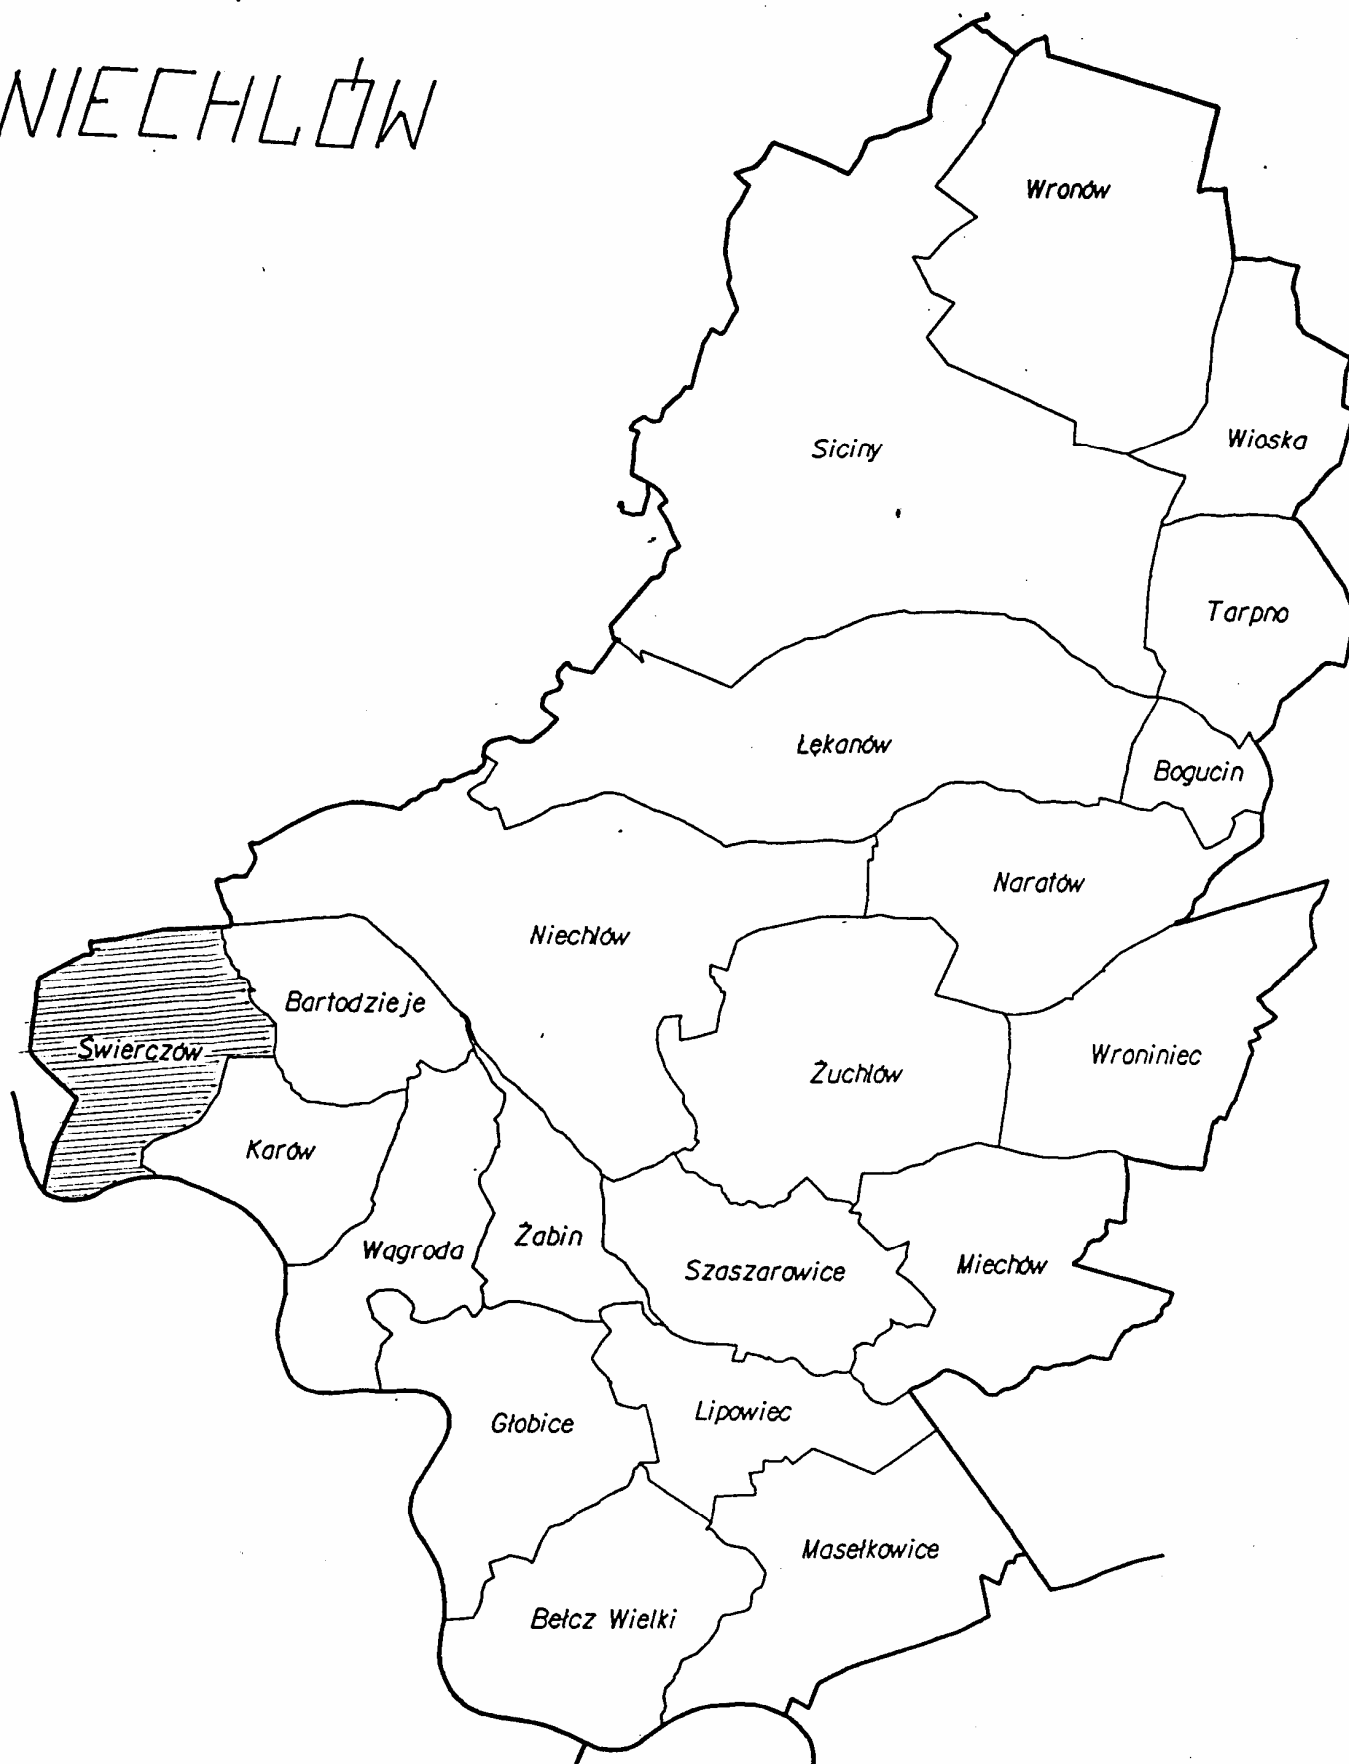 NIECHLÓW
Wronów
Wioska
Siciny
Tarpno
Łękanów
Bogucin
Naratów
Niechlów
Bartodzieje
Świerczów
Żuchlów
Wroniniec
Karów
Wągroda
Żabin
Szaszarowice
Miechów
Głobice
Lipowiec
Masełkowice
Bełcz Wielki